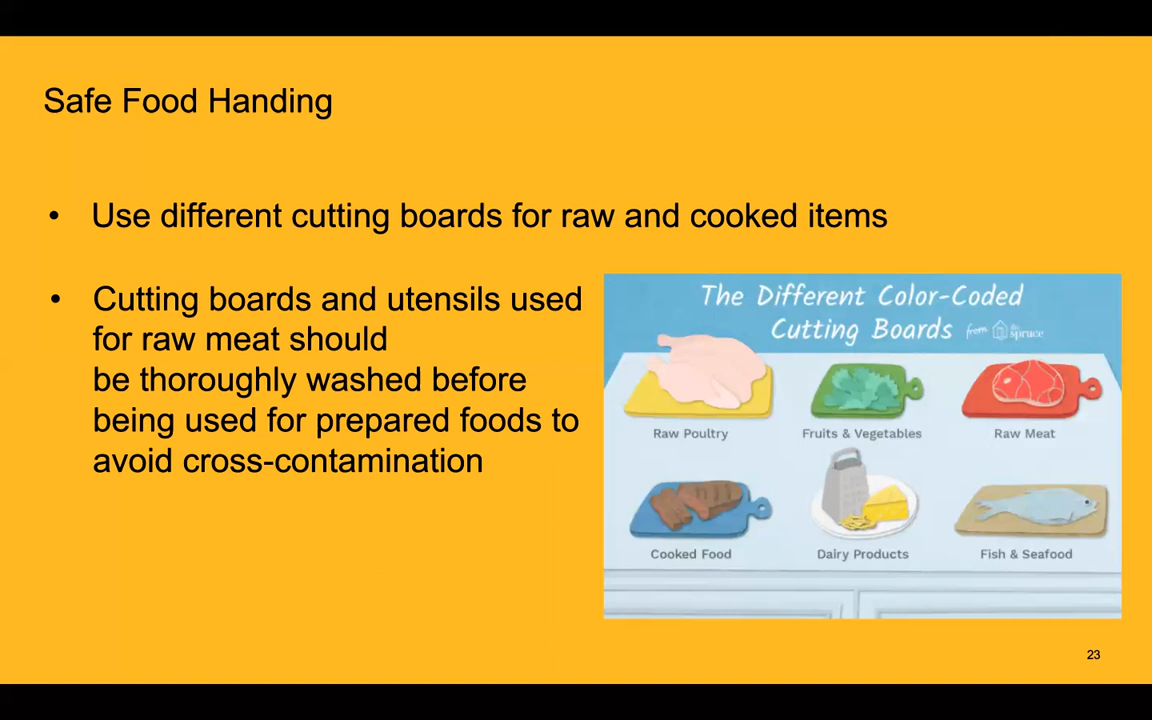 Safe Food Handing
• Use different cutting boards for raw and cooked items
• Cutting boards and utensils used
for raw meat should
be thoroughly washed before
being used for prepared foods to
avoid cross-contamination
The Different Color-Coded
Cutting Boards from the spruce
Raw Poultry
Fruits & Vegetables
Raw Meat
Cooked Food
Dairy Products
Fish & Seafood
23